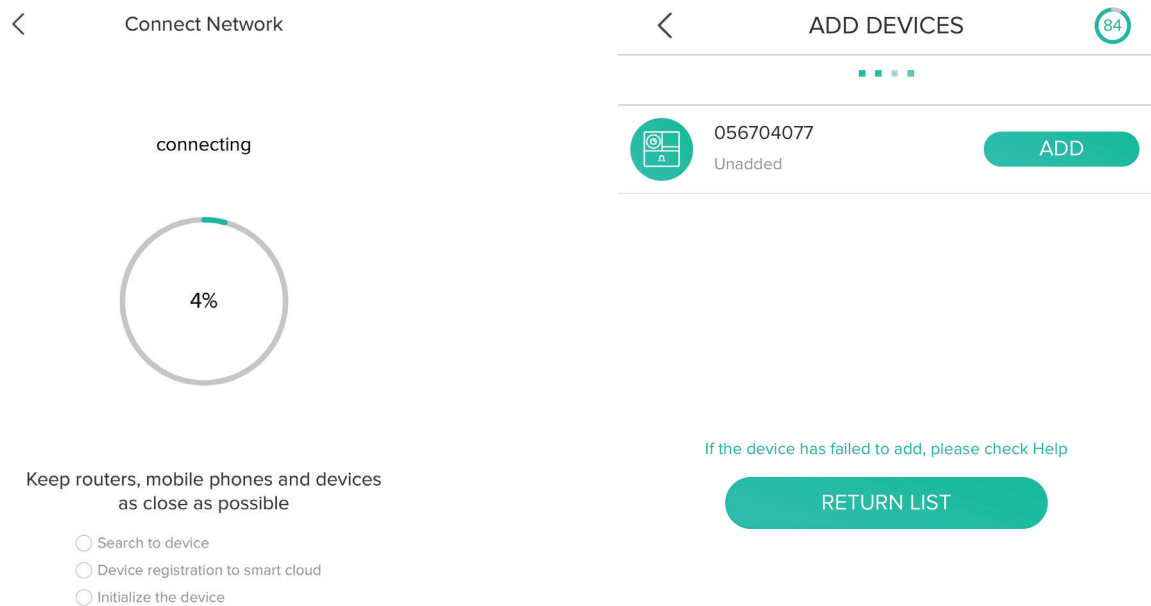 Connect Network
connecting
4%
Keep routers, mobile phones and devices
as close as possible
Search to device
Device registration to smart cloud
Initialize the device
ADD DEVICES
84
056704077
Unadded
ADD
If the device has failed to add, please check Help
RETURN LIST